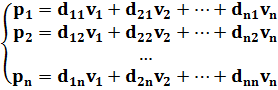 p₁ = d₁₁v₁ + d₂₁v₂ + ⋯ + dₙ₁vₙ
p₂ = d₁₂v₁ + d₂₂v₂ + ⋯ + dₙ₂vₙ
...
pₙ = d₁ₙv₁ + d₂ₙv₂ + ⋯ + dₙₙvₙ